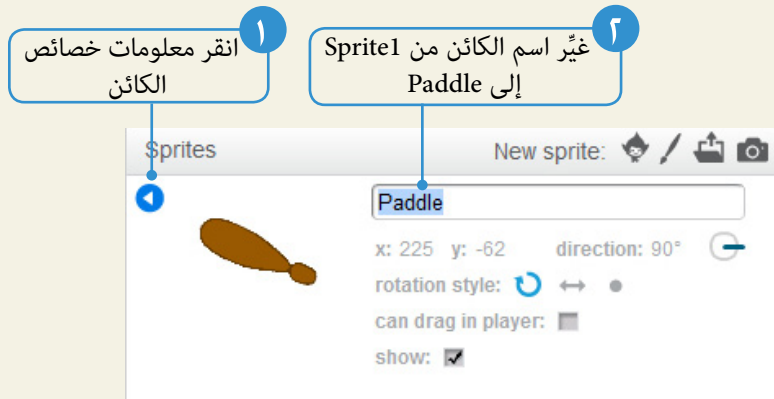 ١
انقر معلومات خصائص
الكائن
٢
غيِّر اسم الكائن من Sprite1
إلى Paddle
Sprites New sprite:
Paddle
x: 225 y: -62 direction: 90°
rotation style:
can drag in player:
show: